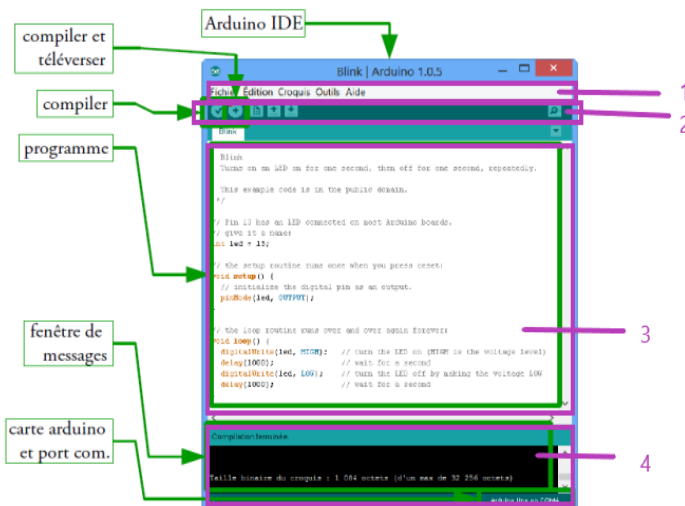 Arduino IDE
compiler et
téléverser
compiler
programme
fenêtre de
messages
carte arduino
et port com.
Blink | Arduino 1.0.5
Fichier Édition Croquis Outils Aide
1
2
Blink
Blink
Turns on an LED on for one second, then off for one second, repeatedly.
This example code is in the public domain.
*/
// Pin 13 has an LED connected on most Arduino boards.
// give it a name:
int led = 13;
// the setup routine runs once when you press reset:
void setup() {
// initialize the digital pin as an output.
pinMode(led, OUTPUT);
// the loop routine runs over and over again forever:
void loop() {
digitalWrite(led, HIGH); // turn the LED on (HIGH is the voltage level)
delay(1000); // wait for a second
digitalWrite(led, LOW); // turn the LED off by making the voltage LOW
delay(1000); // wait for a second
3
Compilation terminée.
Taille binaire du croquis : 1 084 octets (d'un max de 32 256 octets)
4
Arduino Uno on COM4